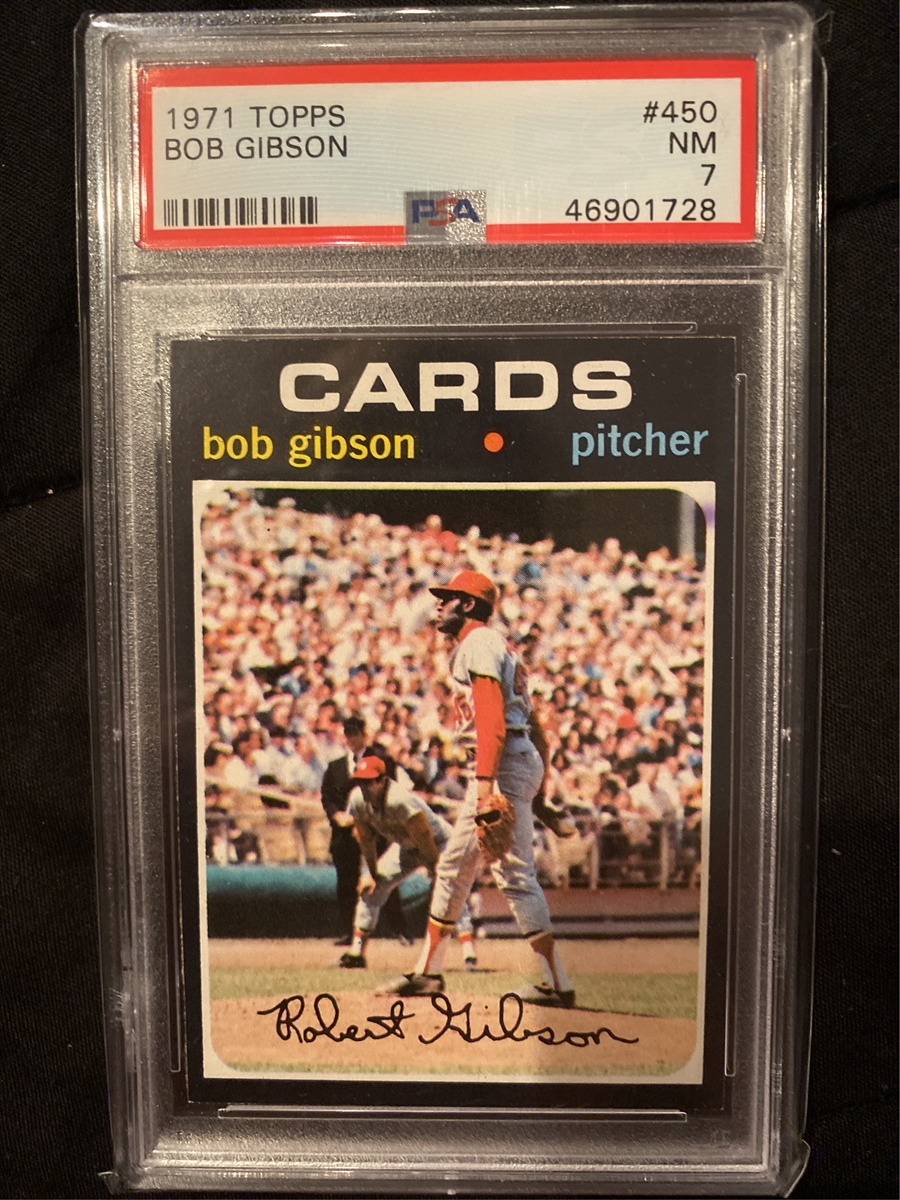 1971 TOPPS #450
BOB GIBSON NM
7
PSA 46901728
CARDS
bob gibson pitcher
Robert Gibson